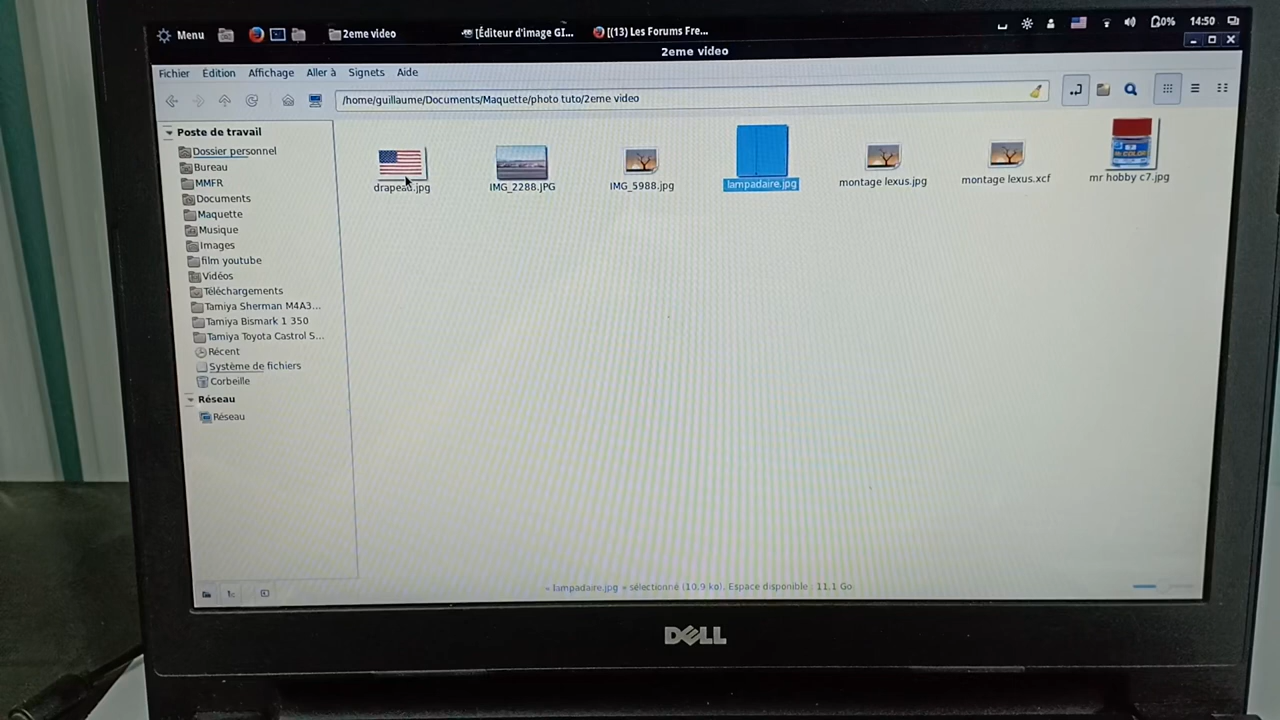 Menu
2eme video
[Éditeur d'image GI...
[(13) Les Forums Fre...
0%
14:50
2eme video
Fichier Édition Affichage Aller à Signets Aide
/home/guillaume/Documents/Maquette/photo tuto/2eme video
Poste de travail
Dossier personnel
Bureau
MMFR
Documents
Maquette
Musique
Images
film youtube
Vidéos
Téléchargements
Tamiya Sherman M4A3...
Tamiya Bismark 1 350
Tamiya Toyota Castrol S...
Récent
Système de fichiers
Corbeille
Réseau
Réseau
drapeau.jpg
IMG_2288.JPG
IMG_5988.jpg
lampadaire.jpg
montage lexus.jpg
montage lexus.xcf
MR.COLOR
mr hobby c7.jpg
« lampadaire.jpg » sélectionné (10,9 ko), Espace disponible : 11,1 Go
DELL